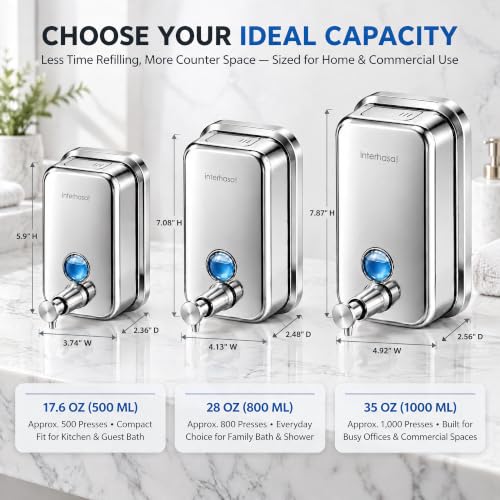 CHOOSE YOUR IDEAL CAPACITY
Less Time Refilling, More Counter Space — Sized for Home & Commercial Use
interhasa!
5.9" H
3.74" W
2.36" D
interhasa!
7.08" H
4.13" W
2.48" D
interhasa!
7.87" H
4.92" W
2.56" D
17.6 OZ (500 ML)
Approx. 500 Presses • Compact
Fit for Kitchen & Guest Bath
28 OZ (800 ML)
Approx. 800 Presses • Everyday
Choice for Family Bath & Shower
35 OZ (1000 ML)
Approx. 1,000 Presses • Built for
Busy Offices & Commercial Spaces